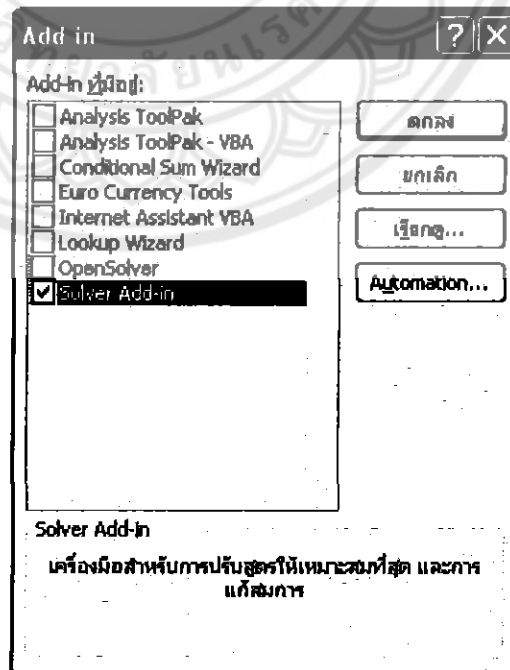 Add in
Add-in ที่มีอยู่:
Analysis ToolPak
Analysis ToolPak - VBA
Conditional Sum Wizard
Euro Currency Tools
Internet Assistant VBA
Lookup Wizard
OpenSolver
Solver Add-in
ตกลง
ยกเลิก
เรียกดู...
Automation...
Solver Add-in
เครื่องมือสำหรับการปรับสูตรให้เหมาะสมที่สุด และการ
แก้สมการ